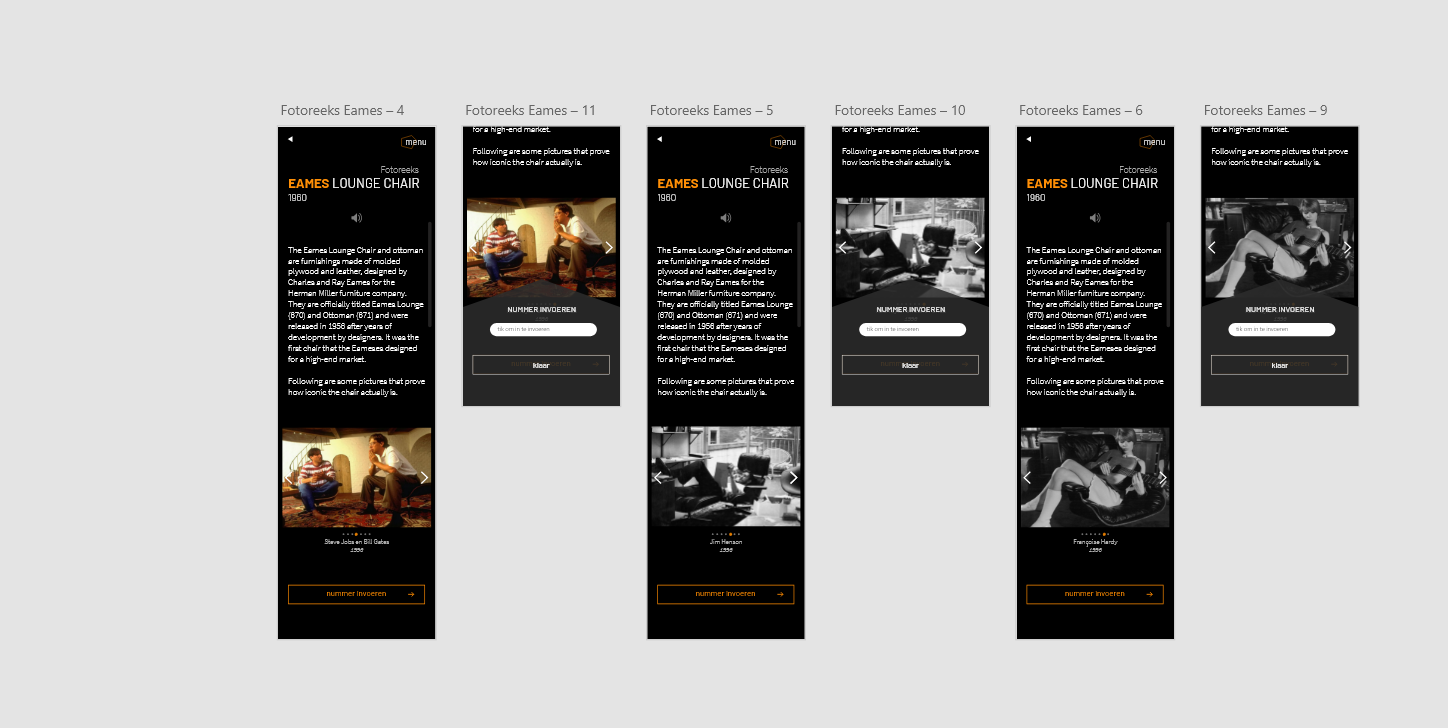 Fotoreeks Eames – 4
menu
Fotoreeks
EAMES LOUNGE CHAIR
1960
The Eames Lounge Chair and ottoman
are furnishings made of molded
plywood and leather, designed by
Charles and Ray Eames for the
Herman Miller furniture company.
They are officially titled Eames Lounge
(670) and Ottoman (671) and were
released in 1956 after years of
development by designers. It was the
first chair that the Eameses designed
for a high-end market.
Following are some pictures that prove
how iconic the chair actually is.
Steve Jobs en Bill Gates
1996
nummer invoeren
Fotoreeks Eames – 11
for a high-end market.
Following are some pictures that prove
how iconic the chair actually is.
NUMMER INVOEREN
tik om in te invoeren
klaar
Fotoreeks Eames – 5
menu
Fotoreeks
EAMES LOUNGE CHAIR
1960
The Eames Lounge Chair and ottoman
are furnishings made of molded
plywood and leather, designed by
Charles and Ray Eames for the
Herman Miller furniture company.
They are officially titled Eames Lounge
(670) and Ottoman (671) and were
released in 1956 after years of
development by designers. It was the
first chair that the Eameses designed
for a high-end market.
Following are some pictures that prove
how iconic the chair actually is.
Jim Henson
1996
nummer invoeren
Fotoreeks Eames – 10
for a high-end market.
Following are some pictures that prove
how iconic the chair actually is.
NUMMER INVOEREN
tik om in te invoeren
klaar
Fotoreeks Eames – 6
menu
Fotoreeks
EAMES LOUNGE CHAIR
1960
The Eames Lounge Chair and ottoman
are furnishings made of molded
plywood and leather, designed by
Charles and Ray Eames for the
Herman Miller furniture company.
They are officially titled Eames Lounge
(670) and Ottoman (671) and were
released in 1956 after years of
development by designers. It was the
first chair that the Eameses designed
for a high-end market.
Following are some pictures that prove
how iconic the chair actually is.
Françoise Hardy
1996
nummer invoeren
Fotoreeks Eames – 9
for a high-end market.
Following are some pictures that prove
how iconic the chair actually is.
NUMMER INVOEREN
tik om in te invoeren
klaar